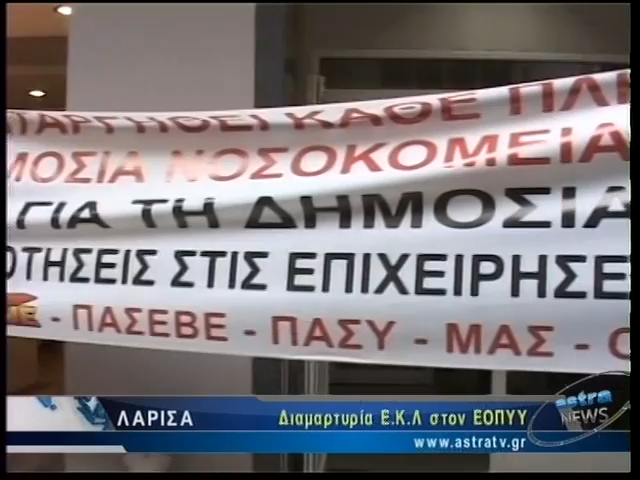 ΚΑΘΕ
ΝΟΣΟΚΟΜΕΙΑ
ΓΙΑ ΤΗ ΔΗΜΟΣΙΑ
ΣΤΙΣ ΕΠΙΧΕΙΡΗΣΕ
- ΠΑΣΕΒΕ - ΠΑΣΥ - ΜΑΣ -
ΛΑΡΙΣΑ
Διαμαρτυρία Ε.Κ.Λ στον ΕΟΠΥΥ
astra
NEWS
www.astratv.gr